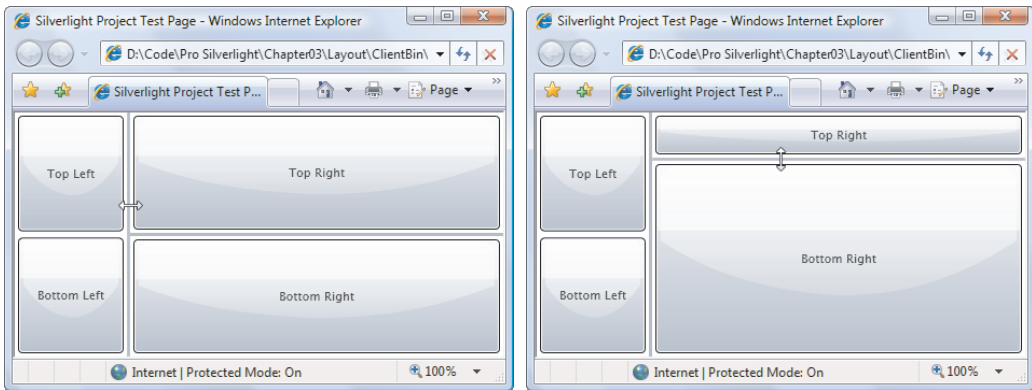 Silverlight Project Test Page - Windows Internet Explorer
D:\Code\Pro Silverlight\Chapter03\Layout\ClientBin\
Silverlight Project Test P...
Page
»
Top Left
Top Right
Bottom Left
Bottom Right
Internet | Protected Mode: On
100%
Silverlight Project Test Page - Windows Internet Explorer
D:\Code\Pro Silverlight\Chapter03\Layout\ClientBin\
Silverlight Project Test P...
Page
»
Top Left
Top Right
Bottom Left
Bottom Right
Internet | Protected Mode: On
100%